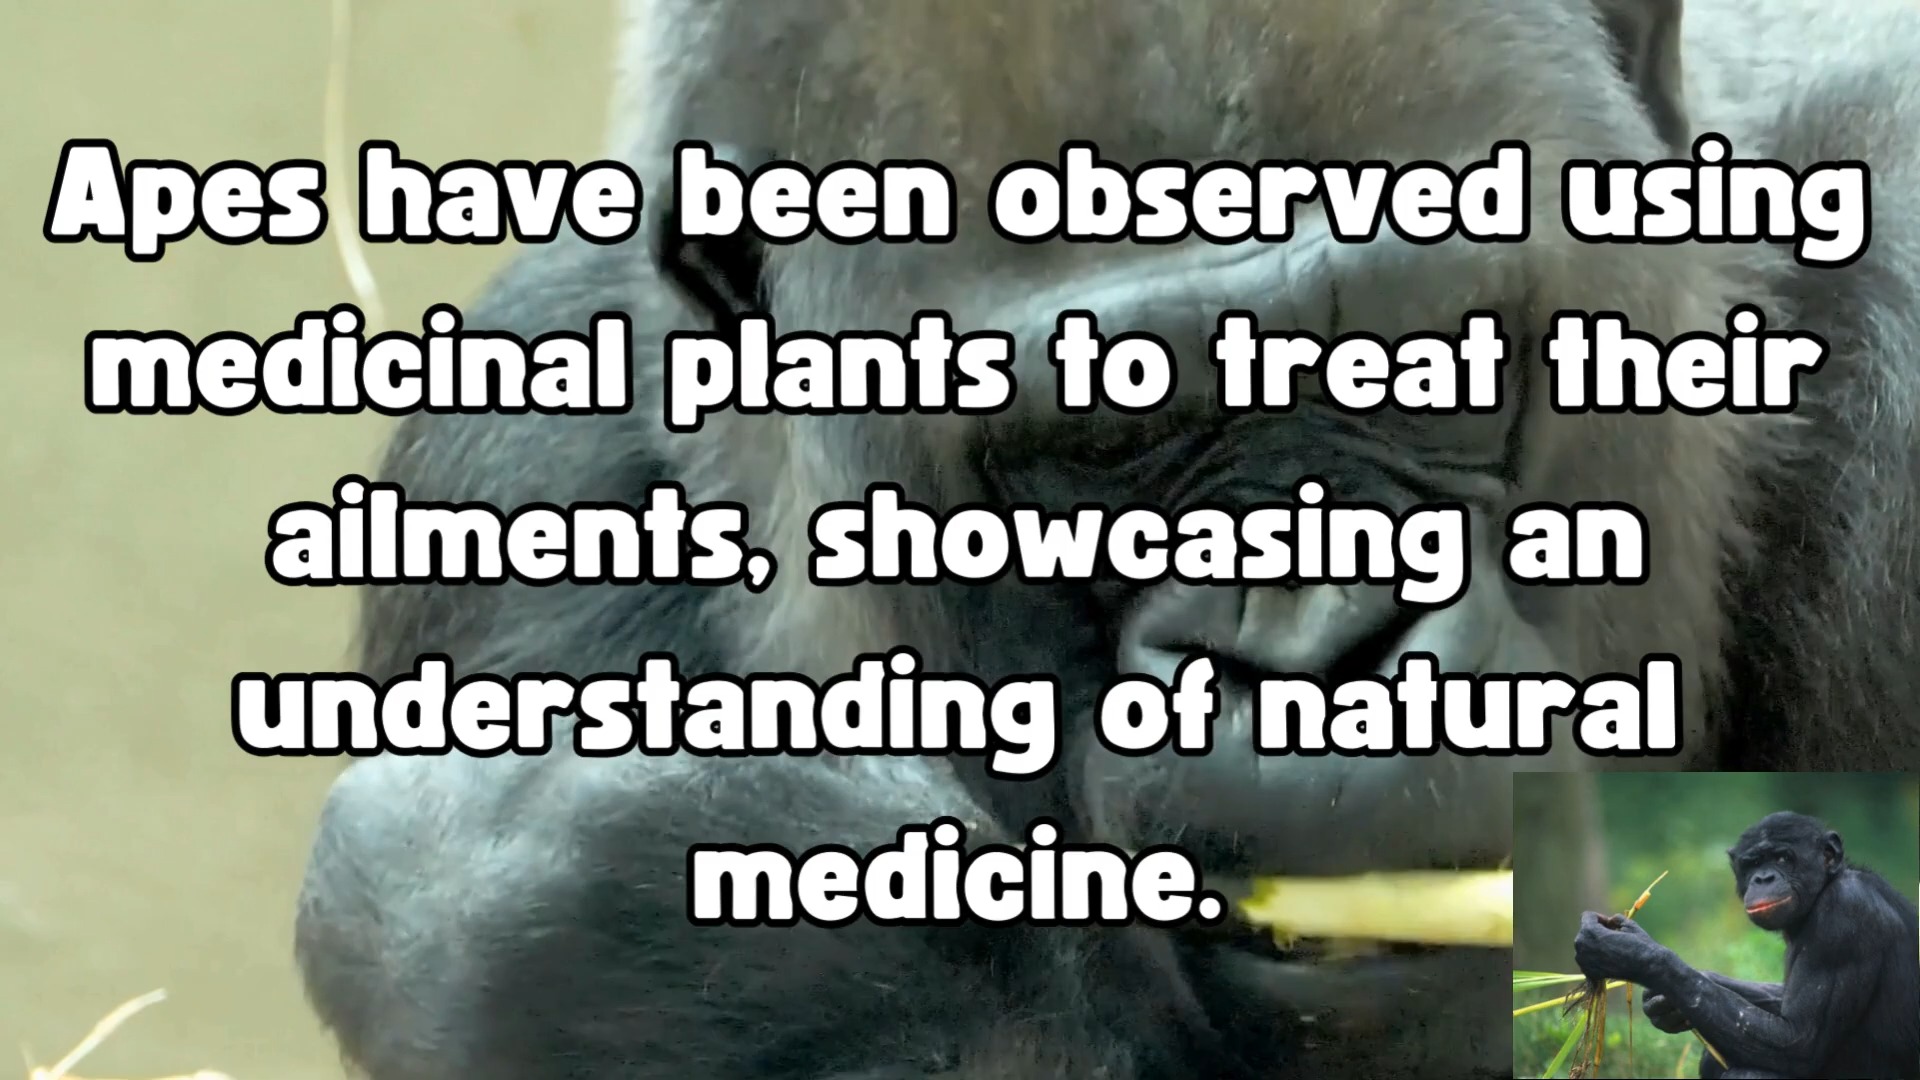 Apes have been observed using
medicinal plants to treat their
ailments, showcasing an
understanding of natural
medicine.